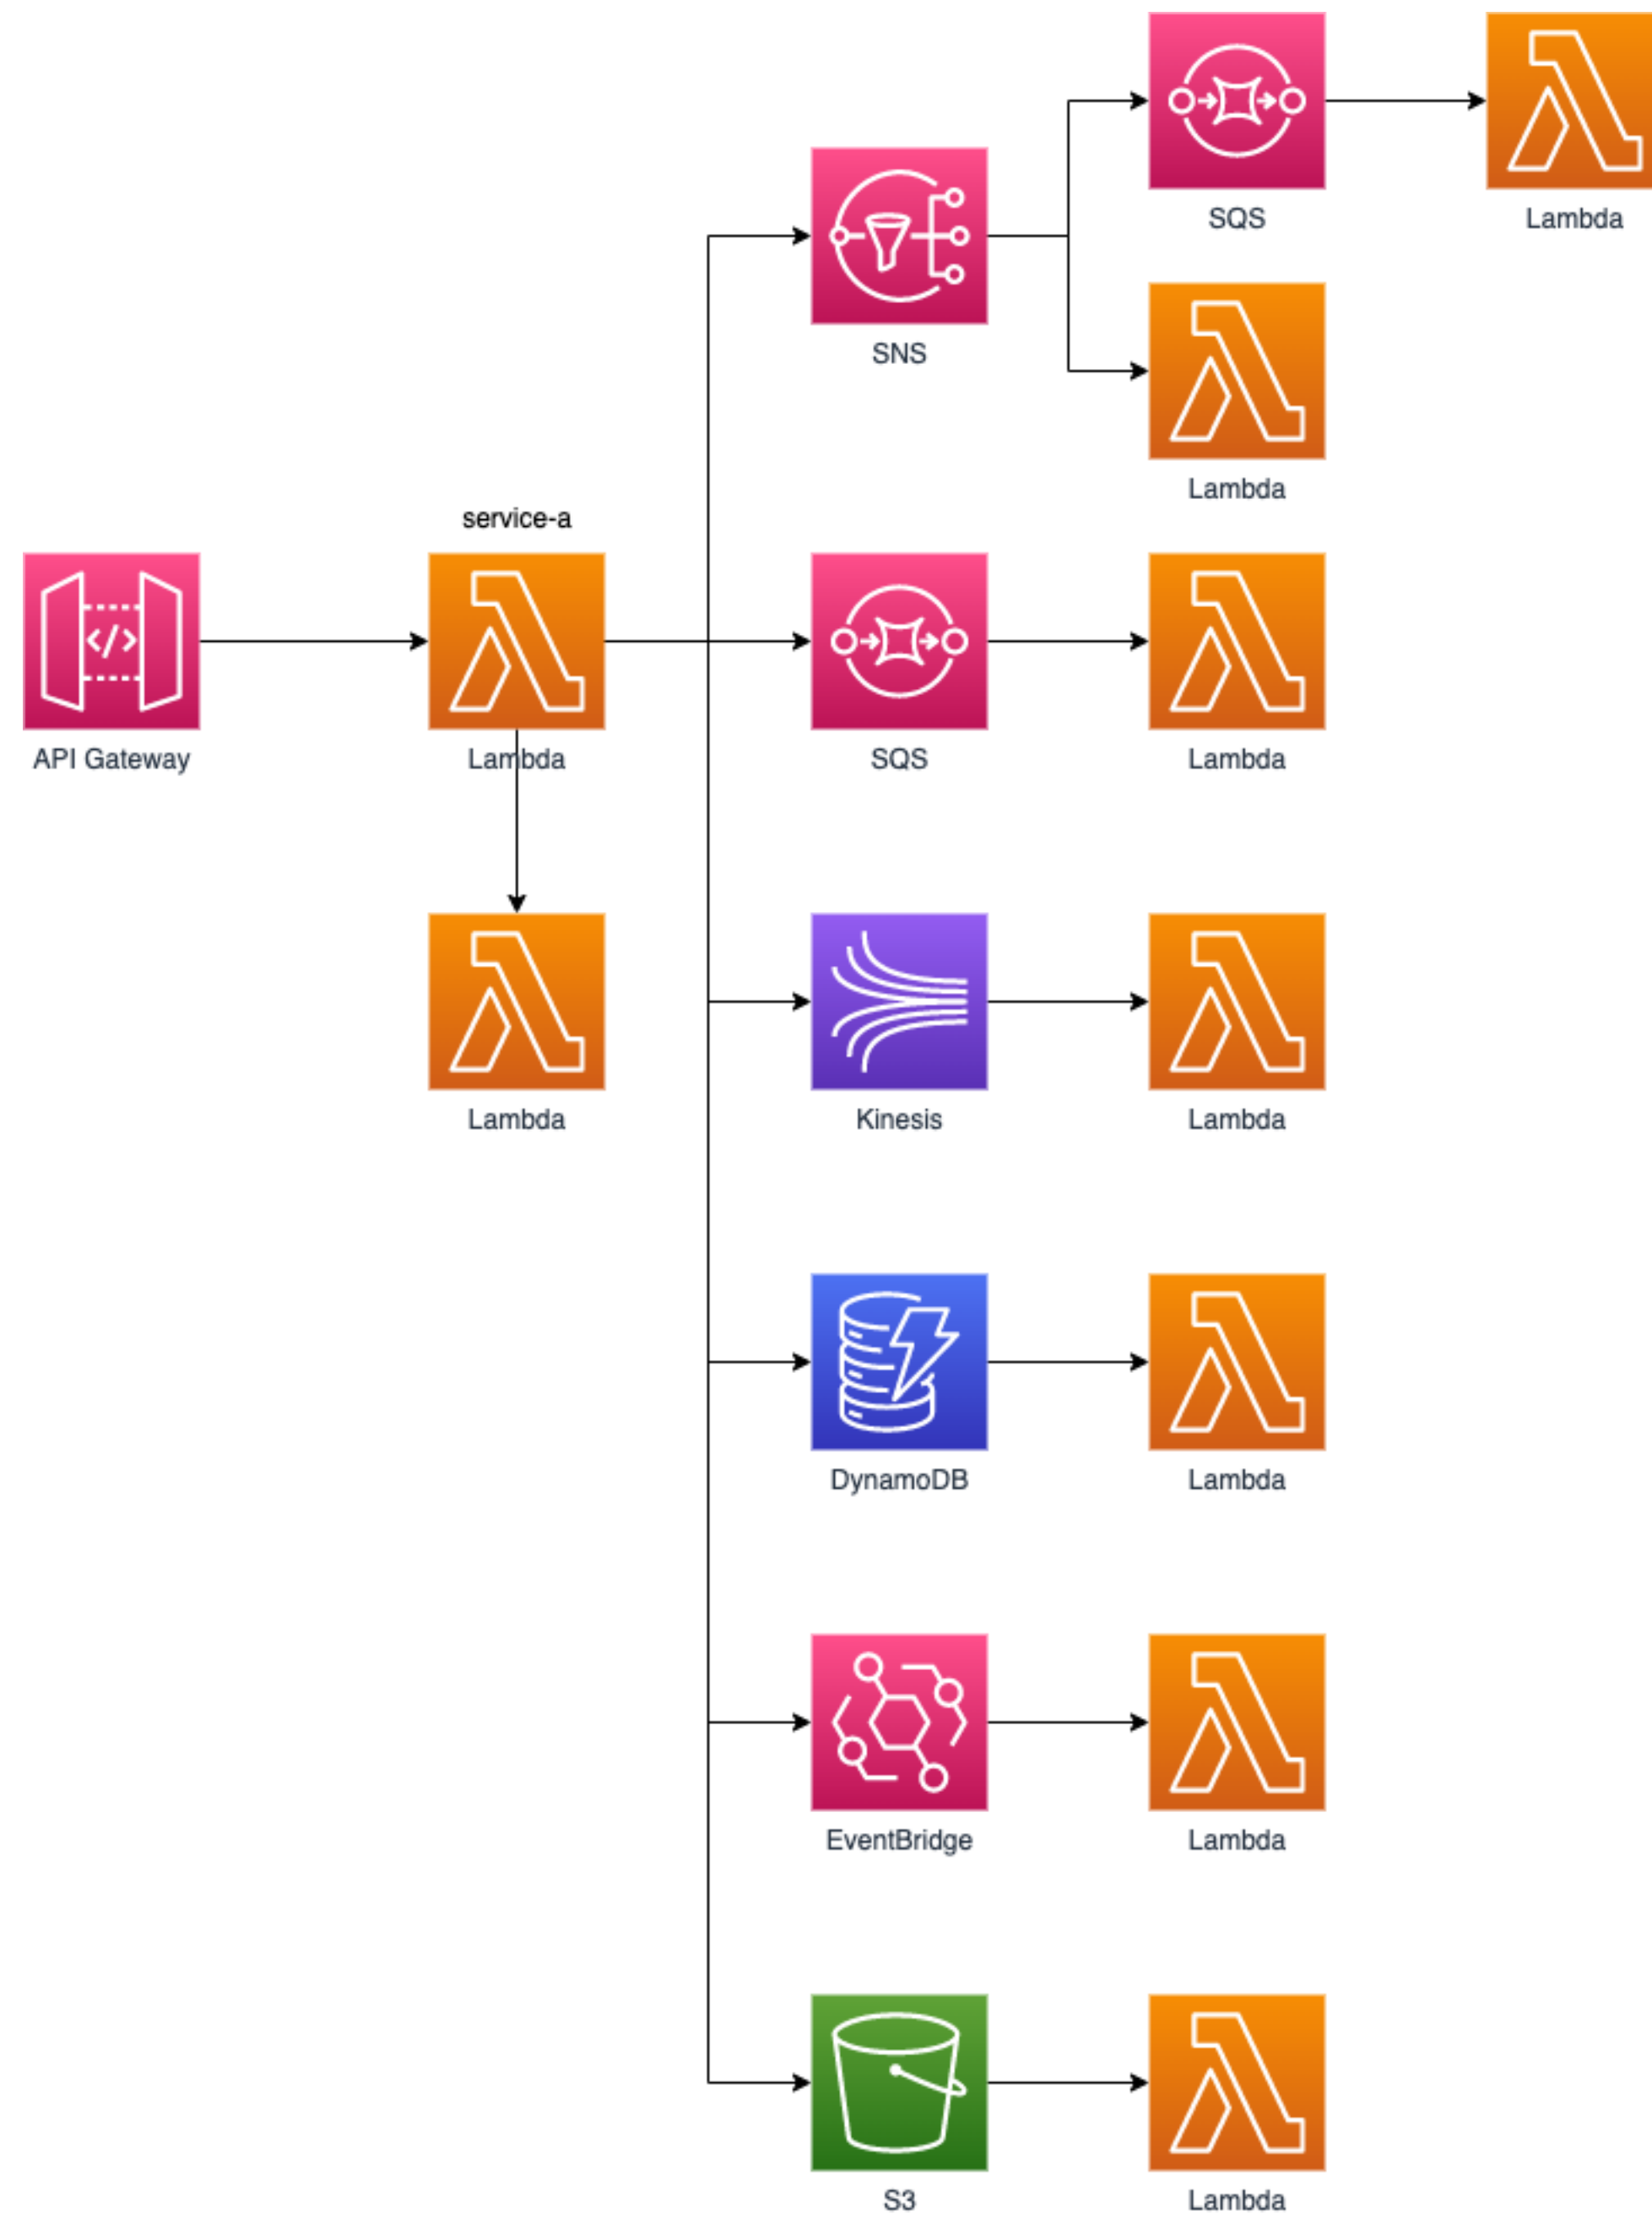 SQS
Lambda
SNS
Lambda
service-a
API Gateway
Lambda
SQS
Lambda
Lambda
Kinesis
Lambda
DynamoDB
Lambda
EventBridge
Lambda
S3
Lambda